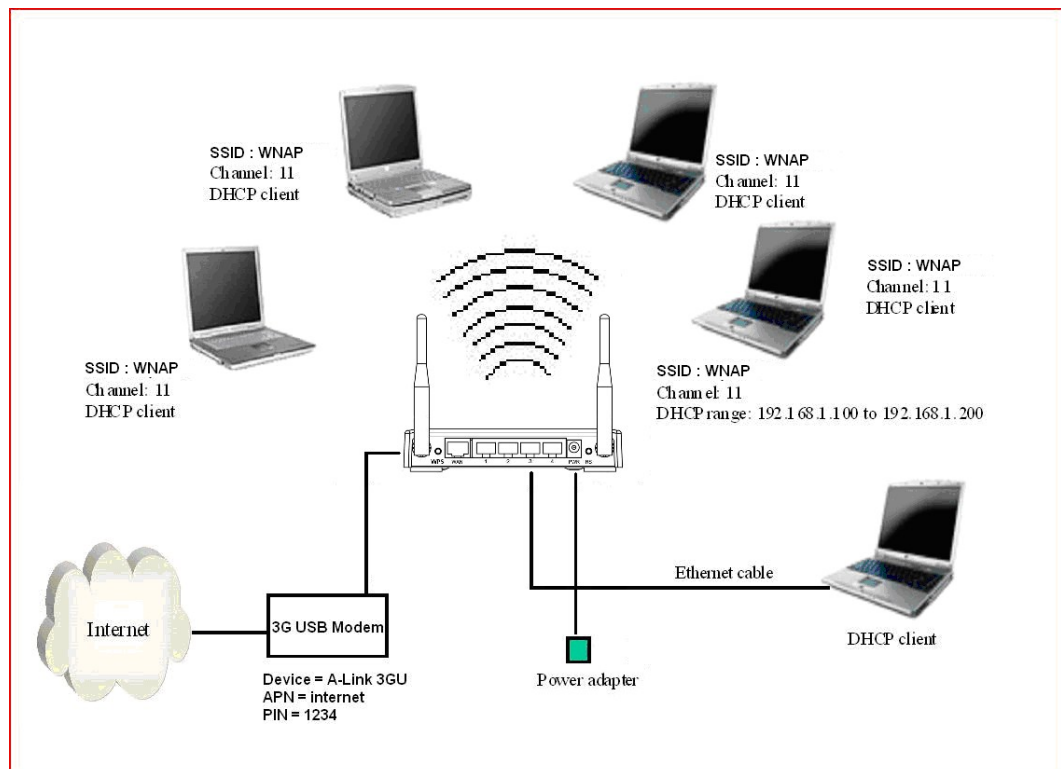 SSID : WNAP
Channel: 11
DHCP client
SSID : WNAP
Channel: 11
DHCP client
SSID : WNAP
Channel: 11
DHCP client
SSID : WNAP
Channel: 11
DHCP client
SSID : WNAP
Channel: 11
DHCP range: 192.168.1.100 to 192.168.1.200
WPS WAN 1 2 3 4 PWR RS
Ethernet cable
Internet
3G USB Modem
DHCP client
Device = A-Link 3GU
APN = internet
PIN = 1234
Power adapter